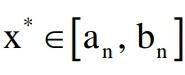 x* ∈[aₙ, bₙ]